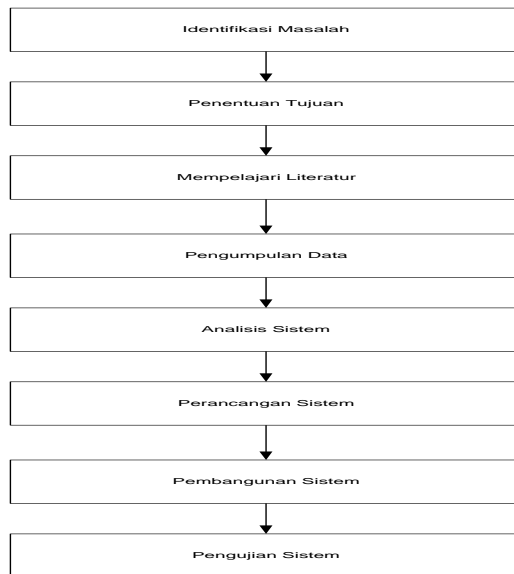 Identifikasi Masalah
Penentuan Tujuan
Mempelajari Literatur
Pengumpulan Data
Analisis Sistem
Perancangan Sistem
Pembangunan Sistem
Pengujian Sistem